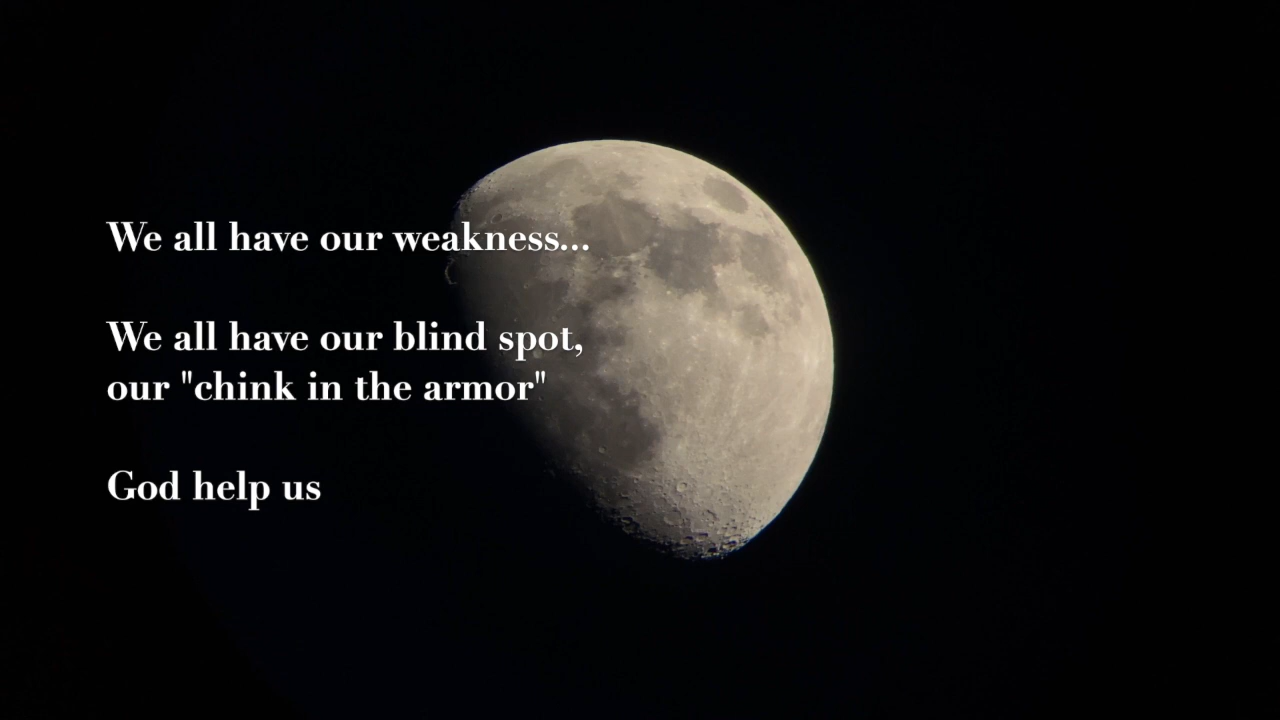 We all have our weakness...
We all have our blind spot,
our "chink in the armor"
God help us